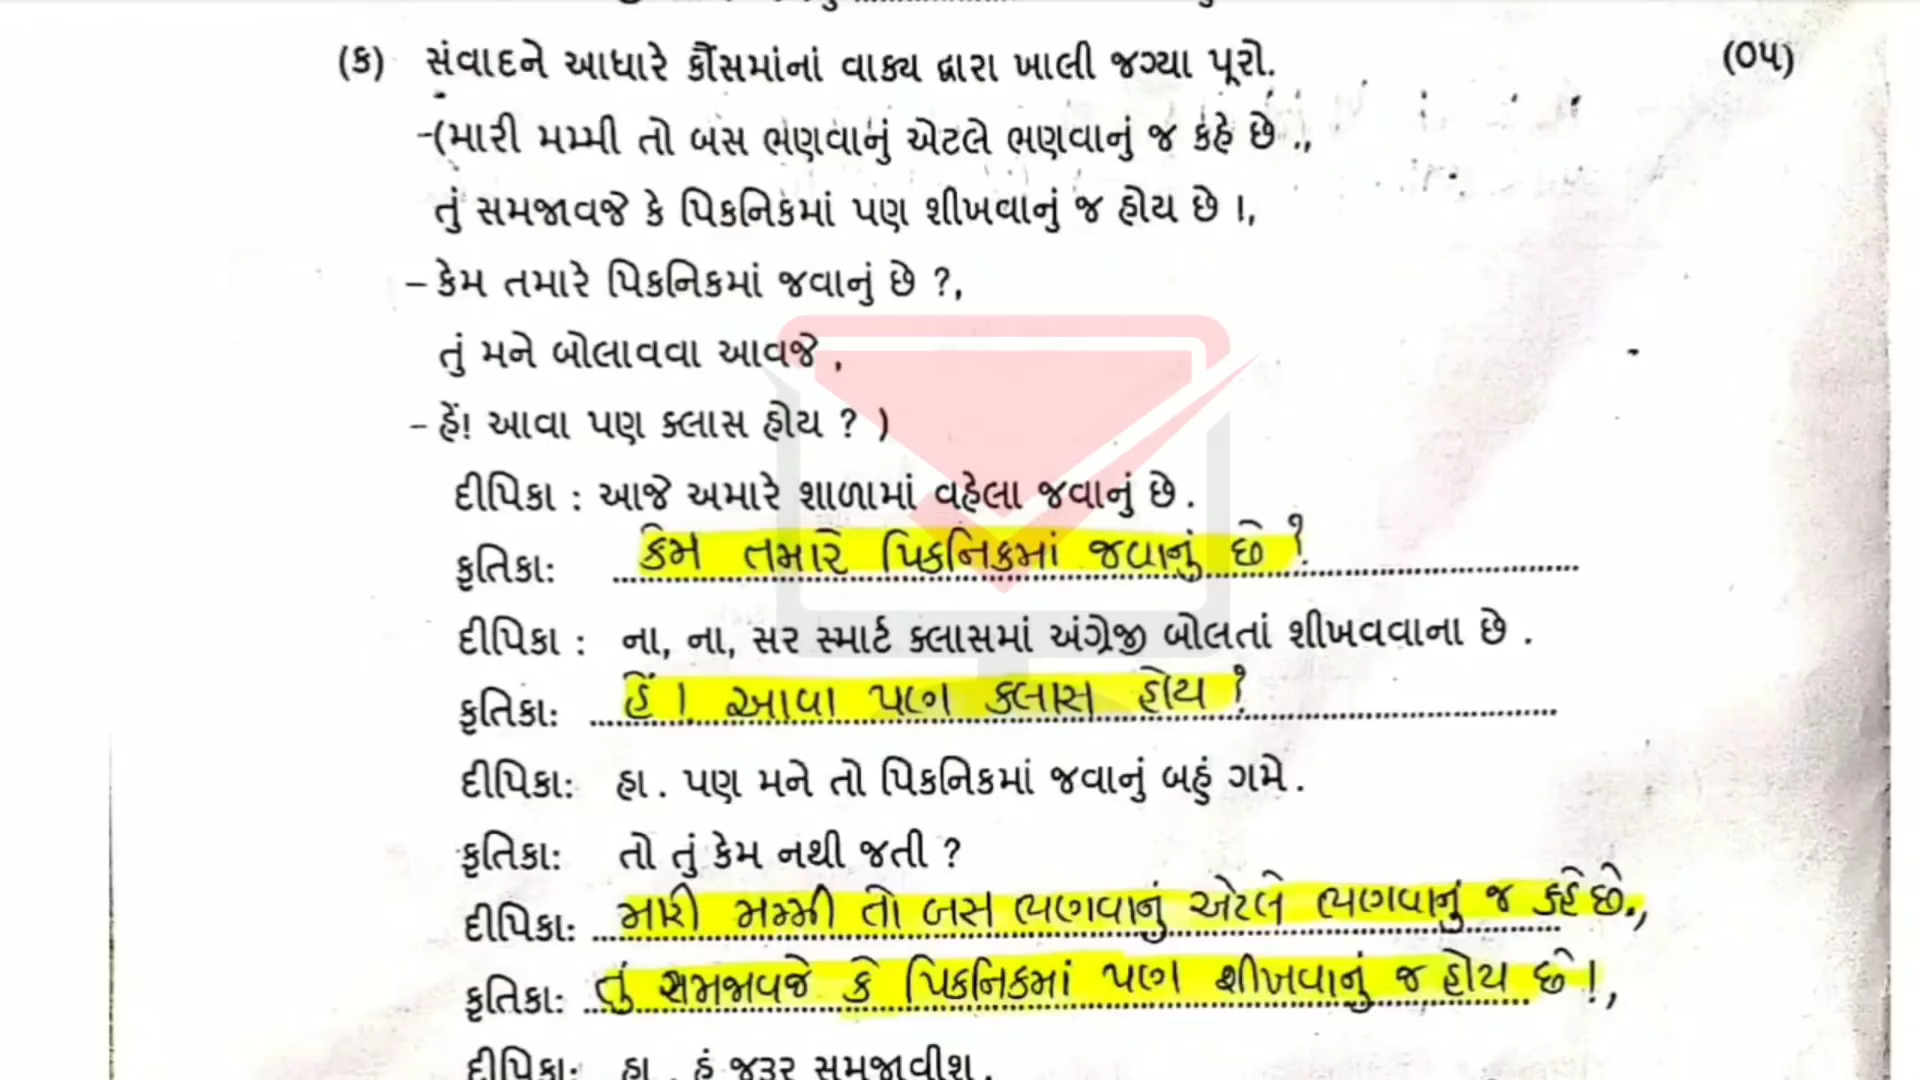 (ક) સંવાદને આધારે કૌંસમાંનાં વાક્ય દ્વારા ખાલી જગ્યા પૂરો. (૦૫)
-(મારી મમ્મી તો બસ ભણવાનું એટલે ભણવાનું જ કહે છે .,
તું સમજાવજે કે પિકનિકમાં પણ શીખવાનું જ હોય છે !,
- કેમ તમારે પિકનિકમાં જવાનું છે ?,
તું મને બોલાવવા આવજે ,
- હેં! આવા પણ ક્લાસ હોય ? )
દીપિકા : આજે અમારે શાળામાં વહેલા જવાનું છે .
કૃતિકા: કેમ તમારે પિકનિકમાં જવાનું છે ?
દીપિકા : ના, ના, સર સ્માર્ટ ક્લાસમાં અંગ્રેજી બોલતાં શીખવવાના છે .
કૃતિકા: હેં ! આવા પણ ક્લાસ હોય ?
દીપિકા: હા . પણ મને તો પિકનિકમાં જવાનું બહું ગમે .
કૃતિકા: તો તું કેમ નથી જતી ?
દીપિકા: મારી મમ્મી તો બસ ભણવાનું એટલે ભણવાનું જ કહે છે.,
કૃતિકા: તું સમજાવજે કે પિકનિકમાં પણ શીખવાનું જ હોય છે !,
દીપિકા: હા . હું જરૂર સમજાવીશ .